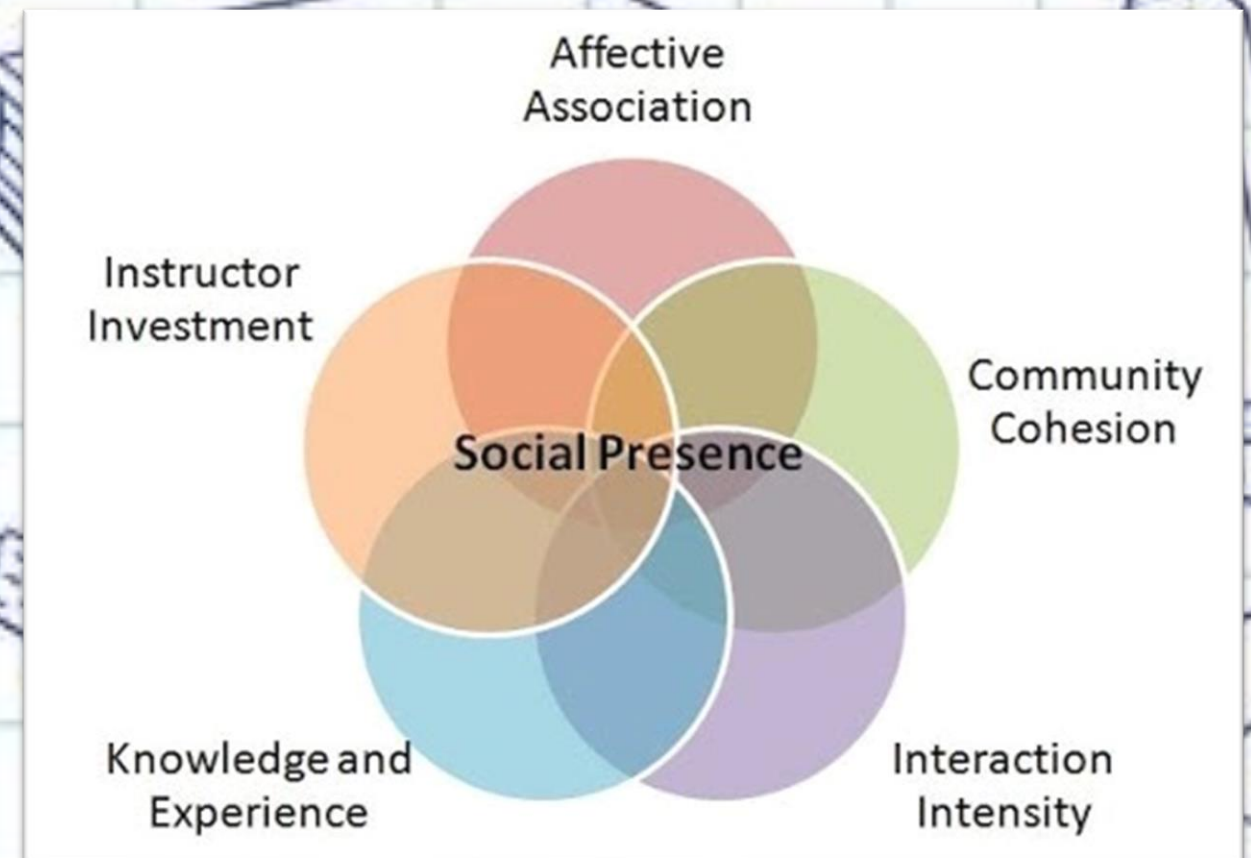 Affective
Association
Instructor
Investment
Community
Cohesion
Social Presence
Knowledge and
Experience
Interaction
Intensity